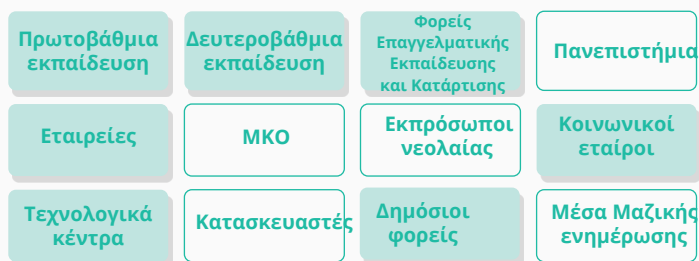 Πρωτοβάθμια
εκπαίδευση
Δευτεροβάθμια
εκπαίδευση
Φορείς
Επαγγελματικής
Εκπαίδευσης
και Κατάρτισης
Πανεπιστήμια
Εταιρείες
ΜΚΟ
Εκπρόσωποι
νεολαίας
Κοινωνικοί
εταίροι
Τεχνολογικά
κέντρα
Κατασκευαστές
Δημόσιοι
φορείς
Μέσα Μαζικής
ενημέρωσης